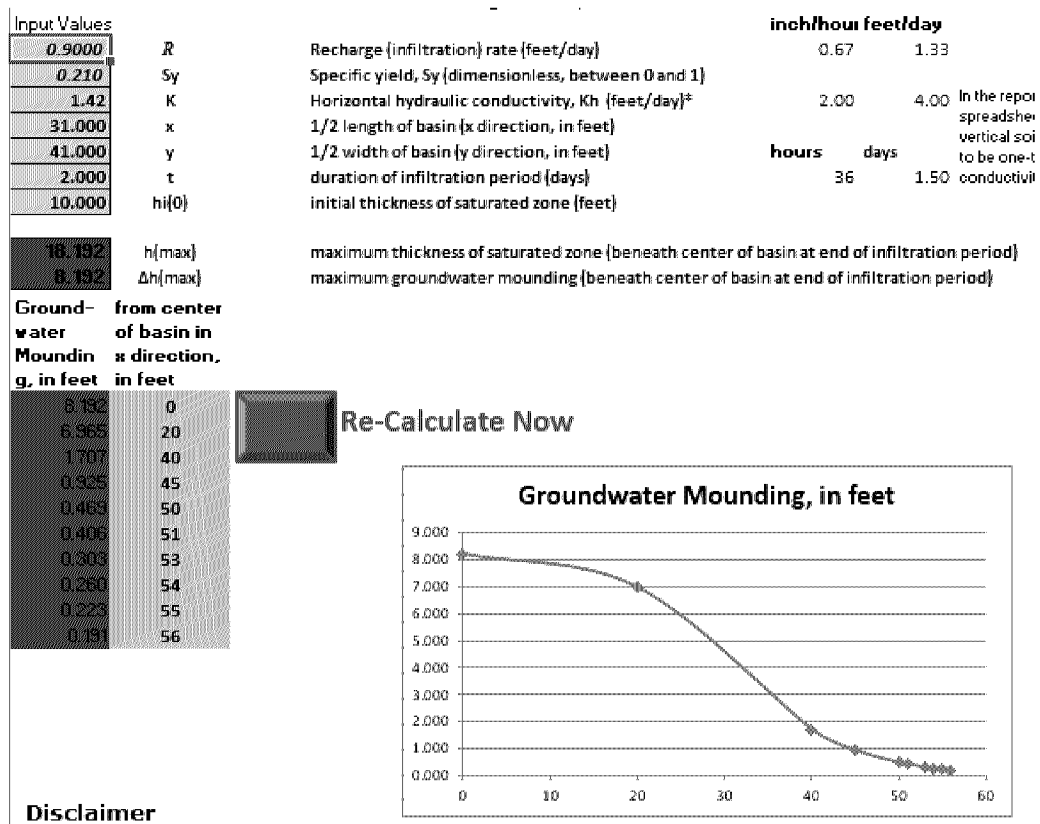 Input Values inch/hour feet/day
0.9000 R Recharge (infiltration) rate (feet/day) 0.67 1.33
0.210 Sy Specific yield, Sy (dimensionless, between 0 and 1)
1.42 K Horizontal hydraulic conductivity, Kh (feet/day)* 2.00 4.00 In the repor
31.000 x 1/2 length of basin (x direction, in feet) spreadshe
vertical soi
41.000 y 1/2 width of basin (y direction, in feet) hours days to be one-t
2.000 t duration of infiltration period (days) 36 1.50 conductivit
10.000 hi(0) initial thickness of saturated zone (feet)
18.192 h(max) maximum thickness of saturated zone (beneath center of basin at end of infiltration period)
8.192 Δh(max) maximum groundwater mounding (beneath center of basin at end of infiltration period)
Ground- from center
water of basin in
Moundin x direction,
g, in feet in feet
8.192 0
6.965 20
1.707 40
0.925 45
0.469 50
0.406 51
0.303 53
0.260 54
0.223 55
0.191 56
Re-Calculate Now
Groundwater Mounding, in feet
9.000
8.000
7.000
6.000
5.000
4.000
3.000
2.000
1.000
0.000
0 10 20 30 40 50 60
Disclaimer